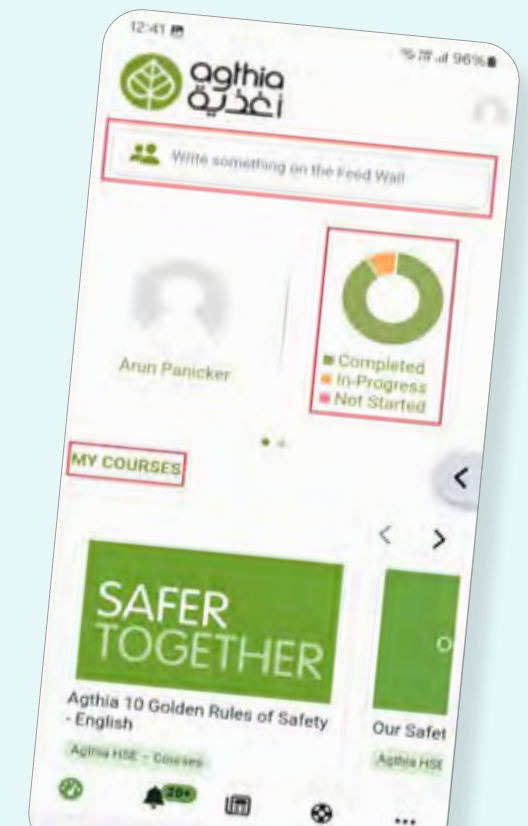 12:41
96%
agthia
أغذية
Write something on the Feed Wall
Arun Panicker
Completed
In-Progress
Not Started
MY COURSES
SAFER
TOGETHER
Agthia 10 Golden Rules of Safety
- English
Agthia HSE - Courses
Our Safet
Agthia HSE
20+